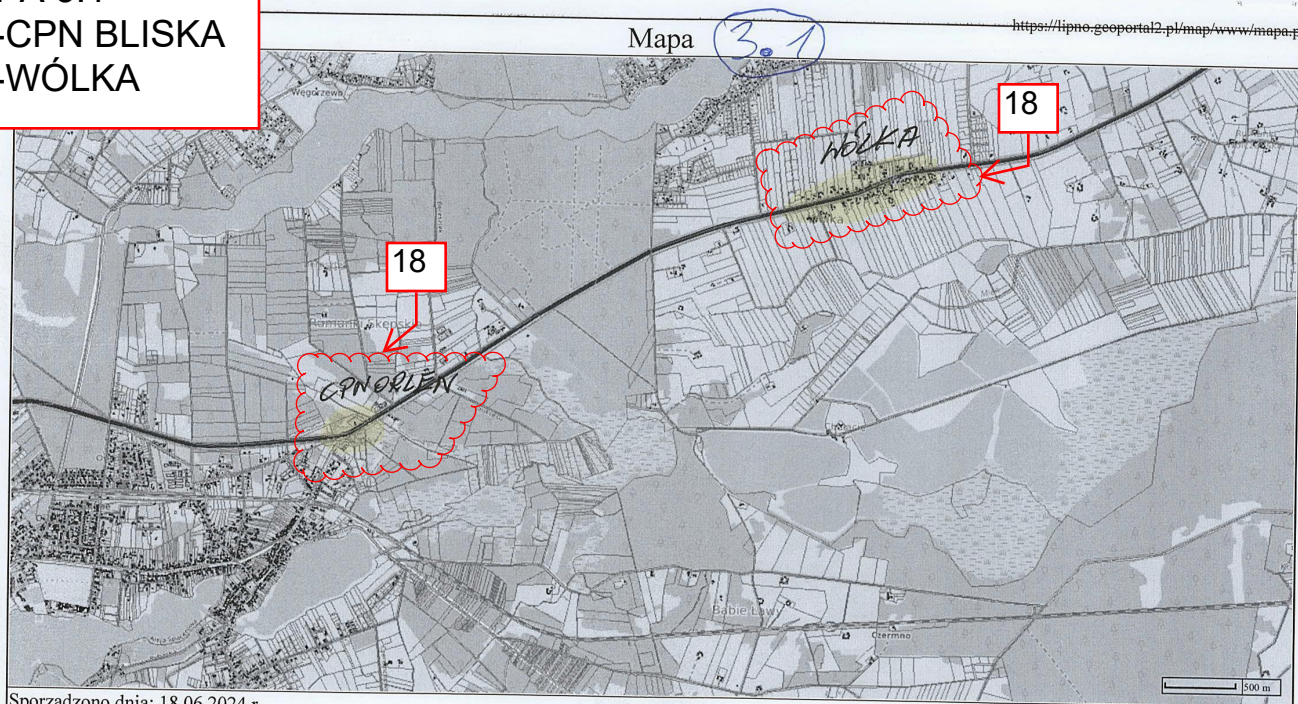 -CPN BLISKA
-WÓLKA
Mapa 3.1
https://lipno.geoportal2.pl/map/www/mapa.p
Węgorzewo
WÓLKA
18
18
CPN ORLEN
Babie Ławy
Czermno
500 m
Sporządzono dnia: 18.06.2024 r